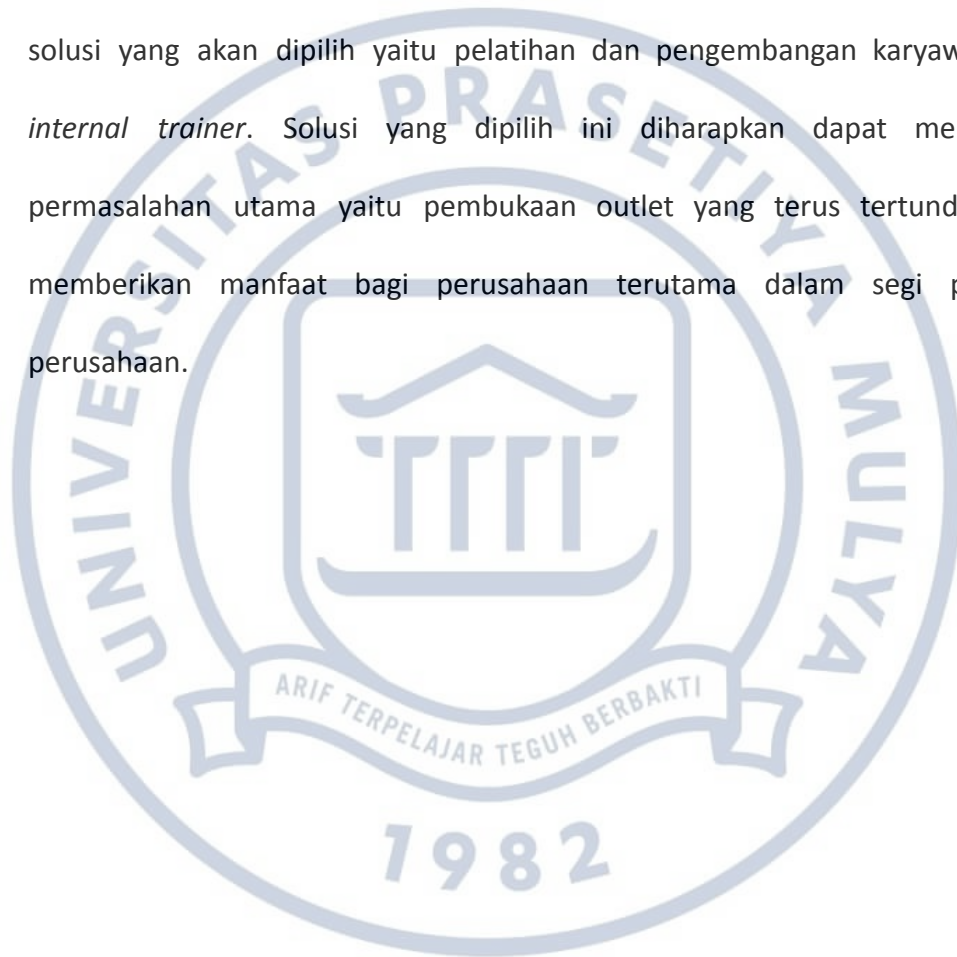 solusi yang akan dipilih yaitu pelatihan dan pengembangan
internal trainer. Solusi yang dipilih ini diharapkan dapat
permasalahan utama yaitu pembukaan outlet yang terus
memberikan manfaat bagi perusahaan terutama dalam segi
perusahaan.
UNIVERSITAS PRASETIYA MULYA
ARIF TERPELAJAR TEGUH BERBAKTI
1982